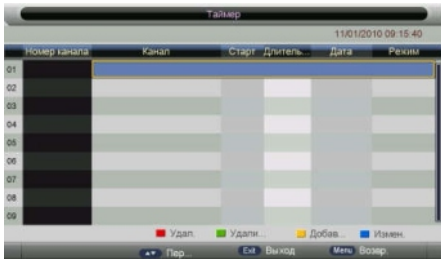 Таймер
11/01/2010 09:15:40
Номер канала Канал Старт Длитель... Дата Режим
01
02
03
04
05
06
07
08
09
Удал. Удали... Добав... Измен.
Пер... Exit Выход Menu Возвр.